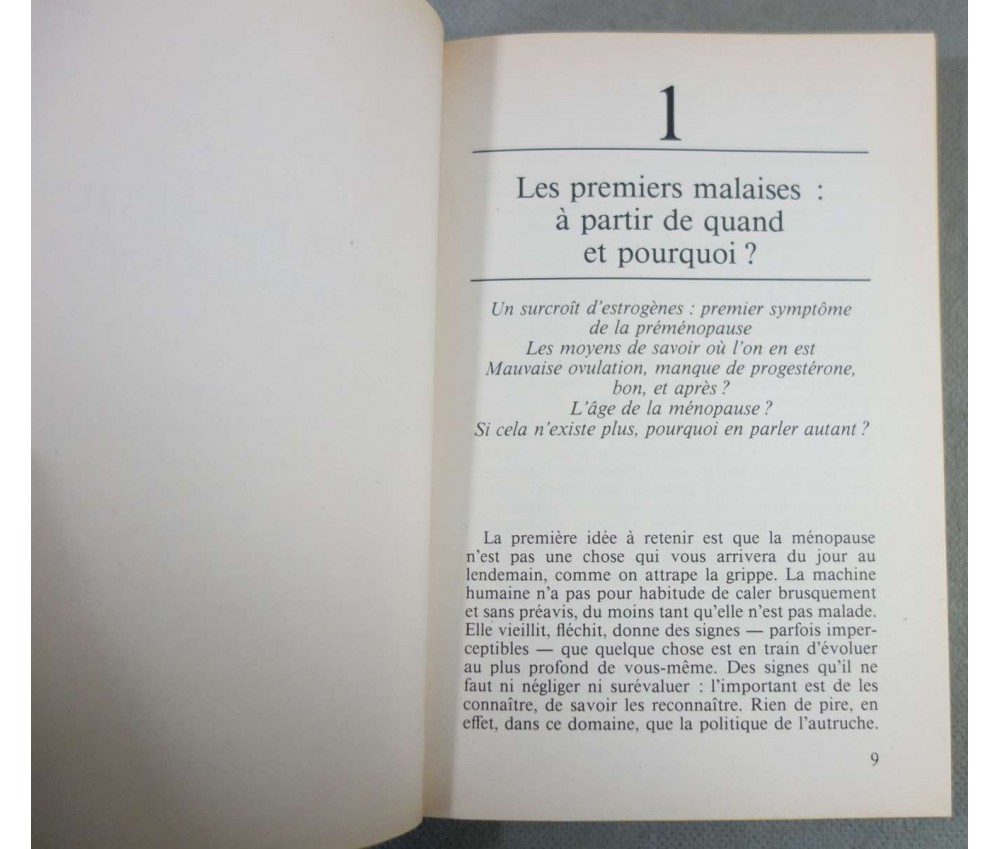 1
Les premiers malaises :
à partir de quand
et pourquoi ?
Un surcroît d'estrogènes : premier symptôme
de la préménopause
Les moyens de savoir où l'on en est
Mauvaise ovulation, manque de progestérone,
bon, et après ?
L'âge de la ménopause ?
Si cela n'existe plus, pourquoi en parler autant ?
La première idée à retenir est que la ménopause
n'est pas une chose qui vous arrivera du jour au
lendemain, comme on attrape la grippe. La machine
humaine n'a pas pour habitude de caler brusquement
et sans préavis, du moins tant qu'elle n'est pas malade.
Elle vieillit, fléchit, donne des signes — parfois imper-
ceptibles — que quelque chose est en train d'évoluer
au plus profond de vous-même. Des signes qu'il ne
faut ni négliger ni surévaluer : l'important est de les
connaître, de savoir les reconnaître. Rien de pire, en
effet, dans ce domaine, que la politique de l'autruche.
9